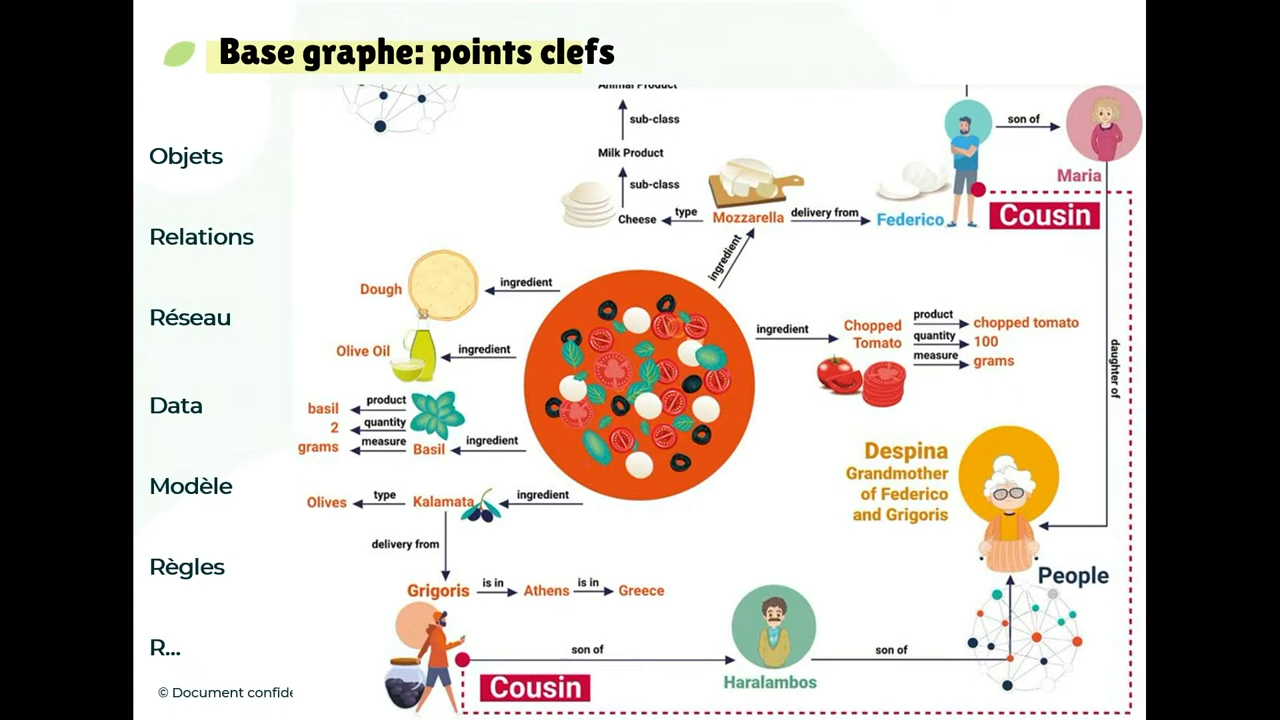 Base graphe: points clefs
Objets
Relations
Réseau
Data
Modèle
Règles
R...
© Document confide
Animal Product
sub-class
Milk Product
sub-class
Cheese
type
Mozzarella
delivery from
Federico
son of
Maria
Cousin
ingredient
Dough
ingredient
Olive Oil
ingredient
product
basil
quantity
2
measure
grams
Basil
ingredient
Olives
type
Kalamata
ingredient
delivery from
Grigoris
is in
Athens
is in
Greece
ingredient
Chopped
Tomato
product
chopped tomato
quantity
100
measure
grams
daughter of
Despina
Grandmother
of Federico
and Grigoris
People
son of
Haralambos
son of
Cousin